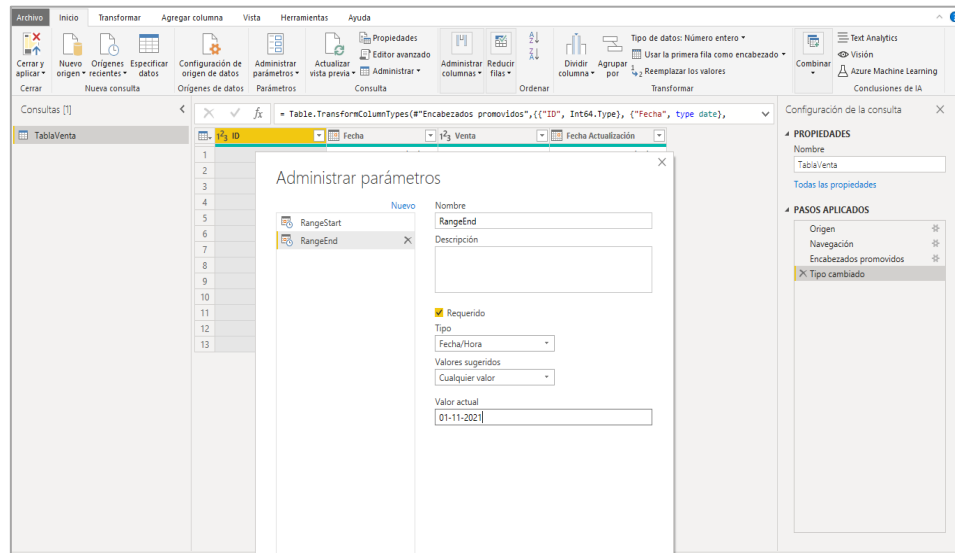 Archivo Inicio Transformar Agregar columna Vista Herramientas Ayuda
Cerrar y aplicar
Nuevo origen
Orígenes recientes
Especificar datos
Configuración de origen de datos
Administrar parámetros
Actualizar vista previa
Propiedades
Editor avanzado
Administrar
Administrar columnas
Reducir filas
Dividir columna
Agrupar por
Tipo de datos: Número entero
Usar la primera fila como encabezado
Reemplazar los valores
Combinar
Text Analytics
Visión
Azure Machine Learning
Cerrar Nueva consulta Orígenes de datos Parámetros Consulta Ordenar Transformar Conclusiones de IA
Consultas [1]
TablaVenta
fx = Table.TransformColumnTypes(#"Encabezados promovidos",{{"ID", Int64.Type}, {"Fecha", type date},
ID Fecha 123 Venta Fecha Actualización
1
2
3
4
5
6
7
8
9
10
11
12
13
Administrar parámetros
Nuevo
RangeStart
RangeEnd
Nombre
RangeEnd
Descripción
Requerido
Tipo
Fecha/Hora
Valores sugeridos
Cualquier valor
Valor actual
01-11-2021
Configuración de la consulta
PROPIEDADES
Nombre
TablaVenta
Todas las propiedades
PASOS APLICADOS
Origen
Navegación
Encabezados promovidos
Tipo cambiado